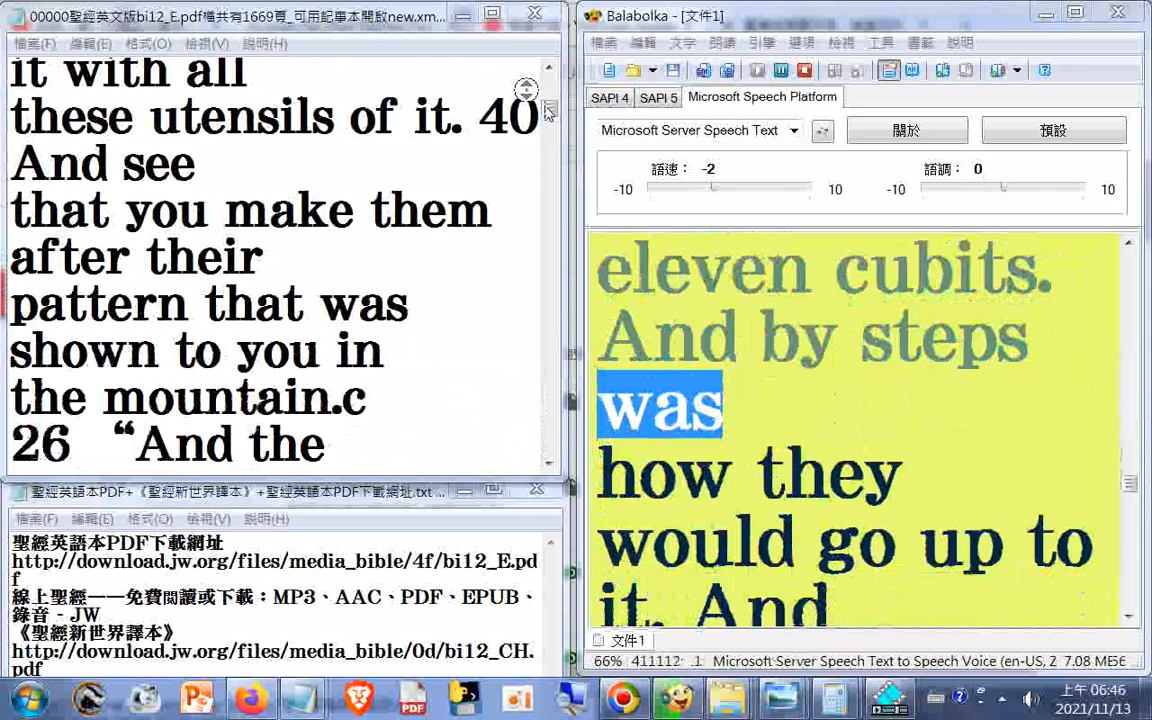 00000聖經英文版bi12_E.pdf檔共有1669頁_可用記事本開啟new.xm...
檔案(F) 編輯(E) 格式(O) 檢視(V) 說明(H)
it with all
these utensils of it. 40
And see
that you make them
after their
pattern that was
shown to you in
the mountain.c
26 “And the
聖經英語本PDF+《聖經新世界譯本》+聖經英語本PDF下載網址.txt ...
檔案(F) 編輯(E) 格式(O) 檢視(V) 說明(H)
聖經英語本PDF下載網址
http://download.jw.org/files/media_bible/4f/bi12_E.pd
f
線上聖經——免費閱讀或下載：MP3、AAC、PDF、EPUB、
錄音 - JW
《聖經新世界譯本》
http://download.jw.org/files/media_bible/0d/bi12_CH.
pdf
Balabolka - [文件1]
檔案 編輯 文字 朗讀 引擎 選項 檢視 工具 書籤 說明
SAPI 4 SAPI 5 Microsoft Speech Platform
Microsoft Server Speech Text 關於 預設
語速： -2 語調： 0
-10 10 -10 10
eleven cubits.
And by steps
was
how they
would go up to
it. And
文件1
66% 411112: .1: Microsoft Server Speech Text to Speech Voice (en-US, 2 7.08 ME56
PDF
上午 06:46
2021/11/13